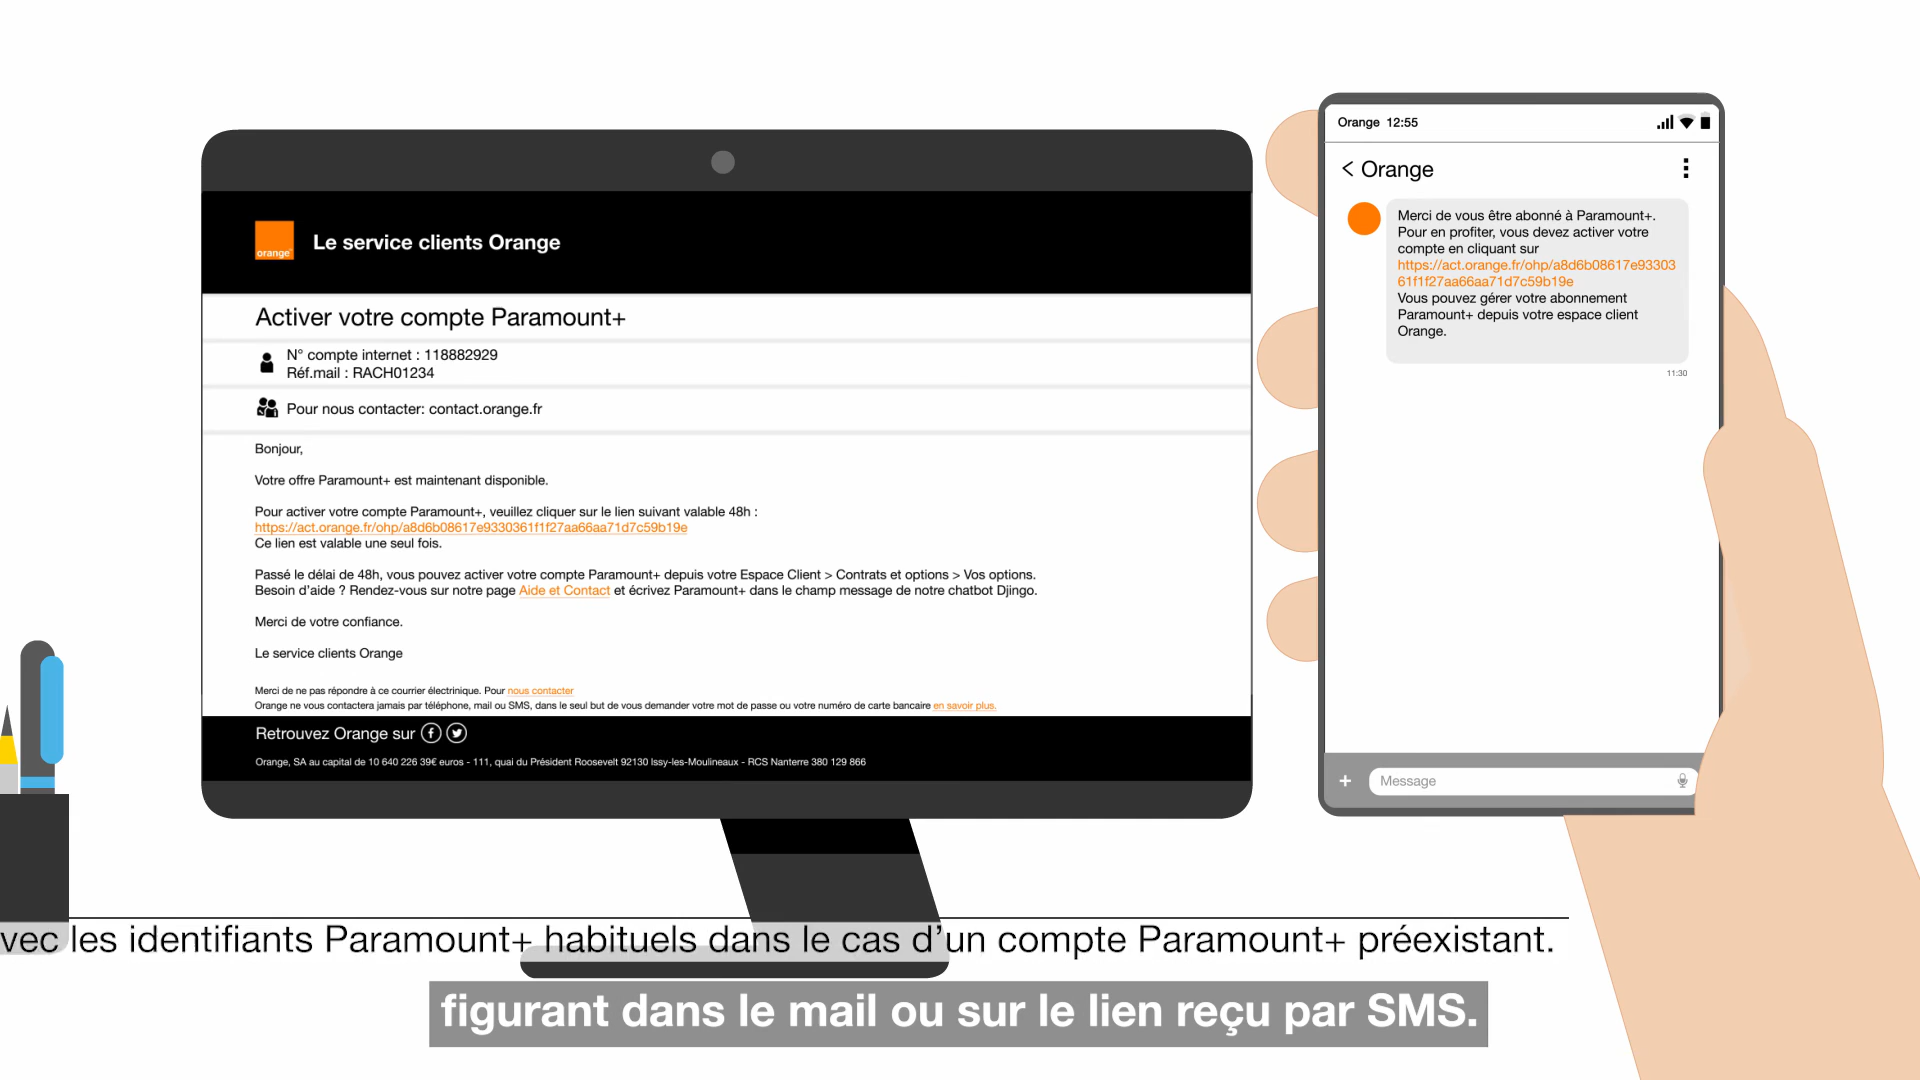 orange
Le service clients Orange
Activer votre compte Paramount+
N° compte internet : 118882929
Réf.mail : RACH01234
Pour nous contacter: contact.orange.fr
Bonjour,
Votre offre Paramount+ est maintenant disponible.
Pour activer votre compte Paramount+, veuillez cliquer sur le lien suivant valable 48h :
https://act.orange.fr/ohp/a8d6b08617e9330361f1f27aa66aa71d7c59b19e
Ce lien est valable une seul fois.
Passé le délai de 48h, vous pouvez activer votre compte Paramount+ depuis votre Espace Client > Contrats et options > Vos options.
Besoin d'aide ? Rendez-vous sur notre page Aide et Contact et écrivez Paramount+ dans le champ message de notre chatbot Djingo.
Merci de votre confiance.
Le service clients Orange
Merci de ne pas répondre à ce courrier électrinique. Pour nous contacter
Orange ne vous contactera jamais par téléphone, mail ou SMS, dans le seul but de vous demander votre mot de passe ou votre numéro de carte bancaire en savoir plus.
Retrouvez Orange sur
Orange, SA au capital de 10 640 226 39€ euros - 111, quai du Président Roosevelt 92130 Issy-les-Moulineaux - RCS Nanterre 380 129 866
Orange 12:55
< Orange
Merci de vous être abonné à Paramount+.
Pour en profiter, vous devez activer votre
compte en cliquant sur
https://act.orange.fr/ohp/a8d6b08617e93303
61f1f27aa66aa71d7c59b19e
Vous pouvez gérer votre abonnement
Paramount+ depuis votre espace client
Orange.
11:30
+ Message
vec les identifiants Paramount+ habituels dans le cas d'un compte Paramount+ préexistant.
figurant dans le mail ou sur le lien reçu par SMS.